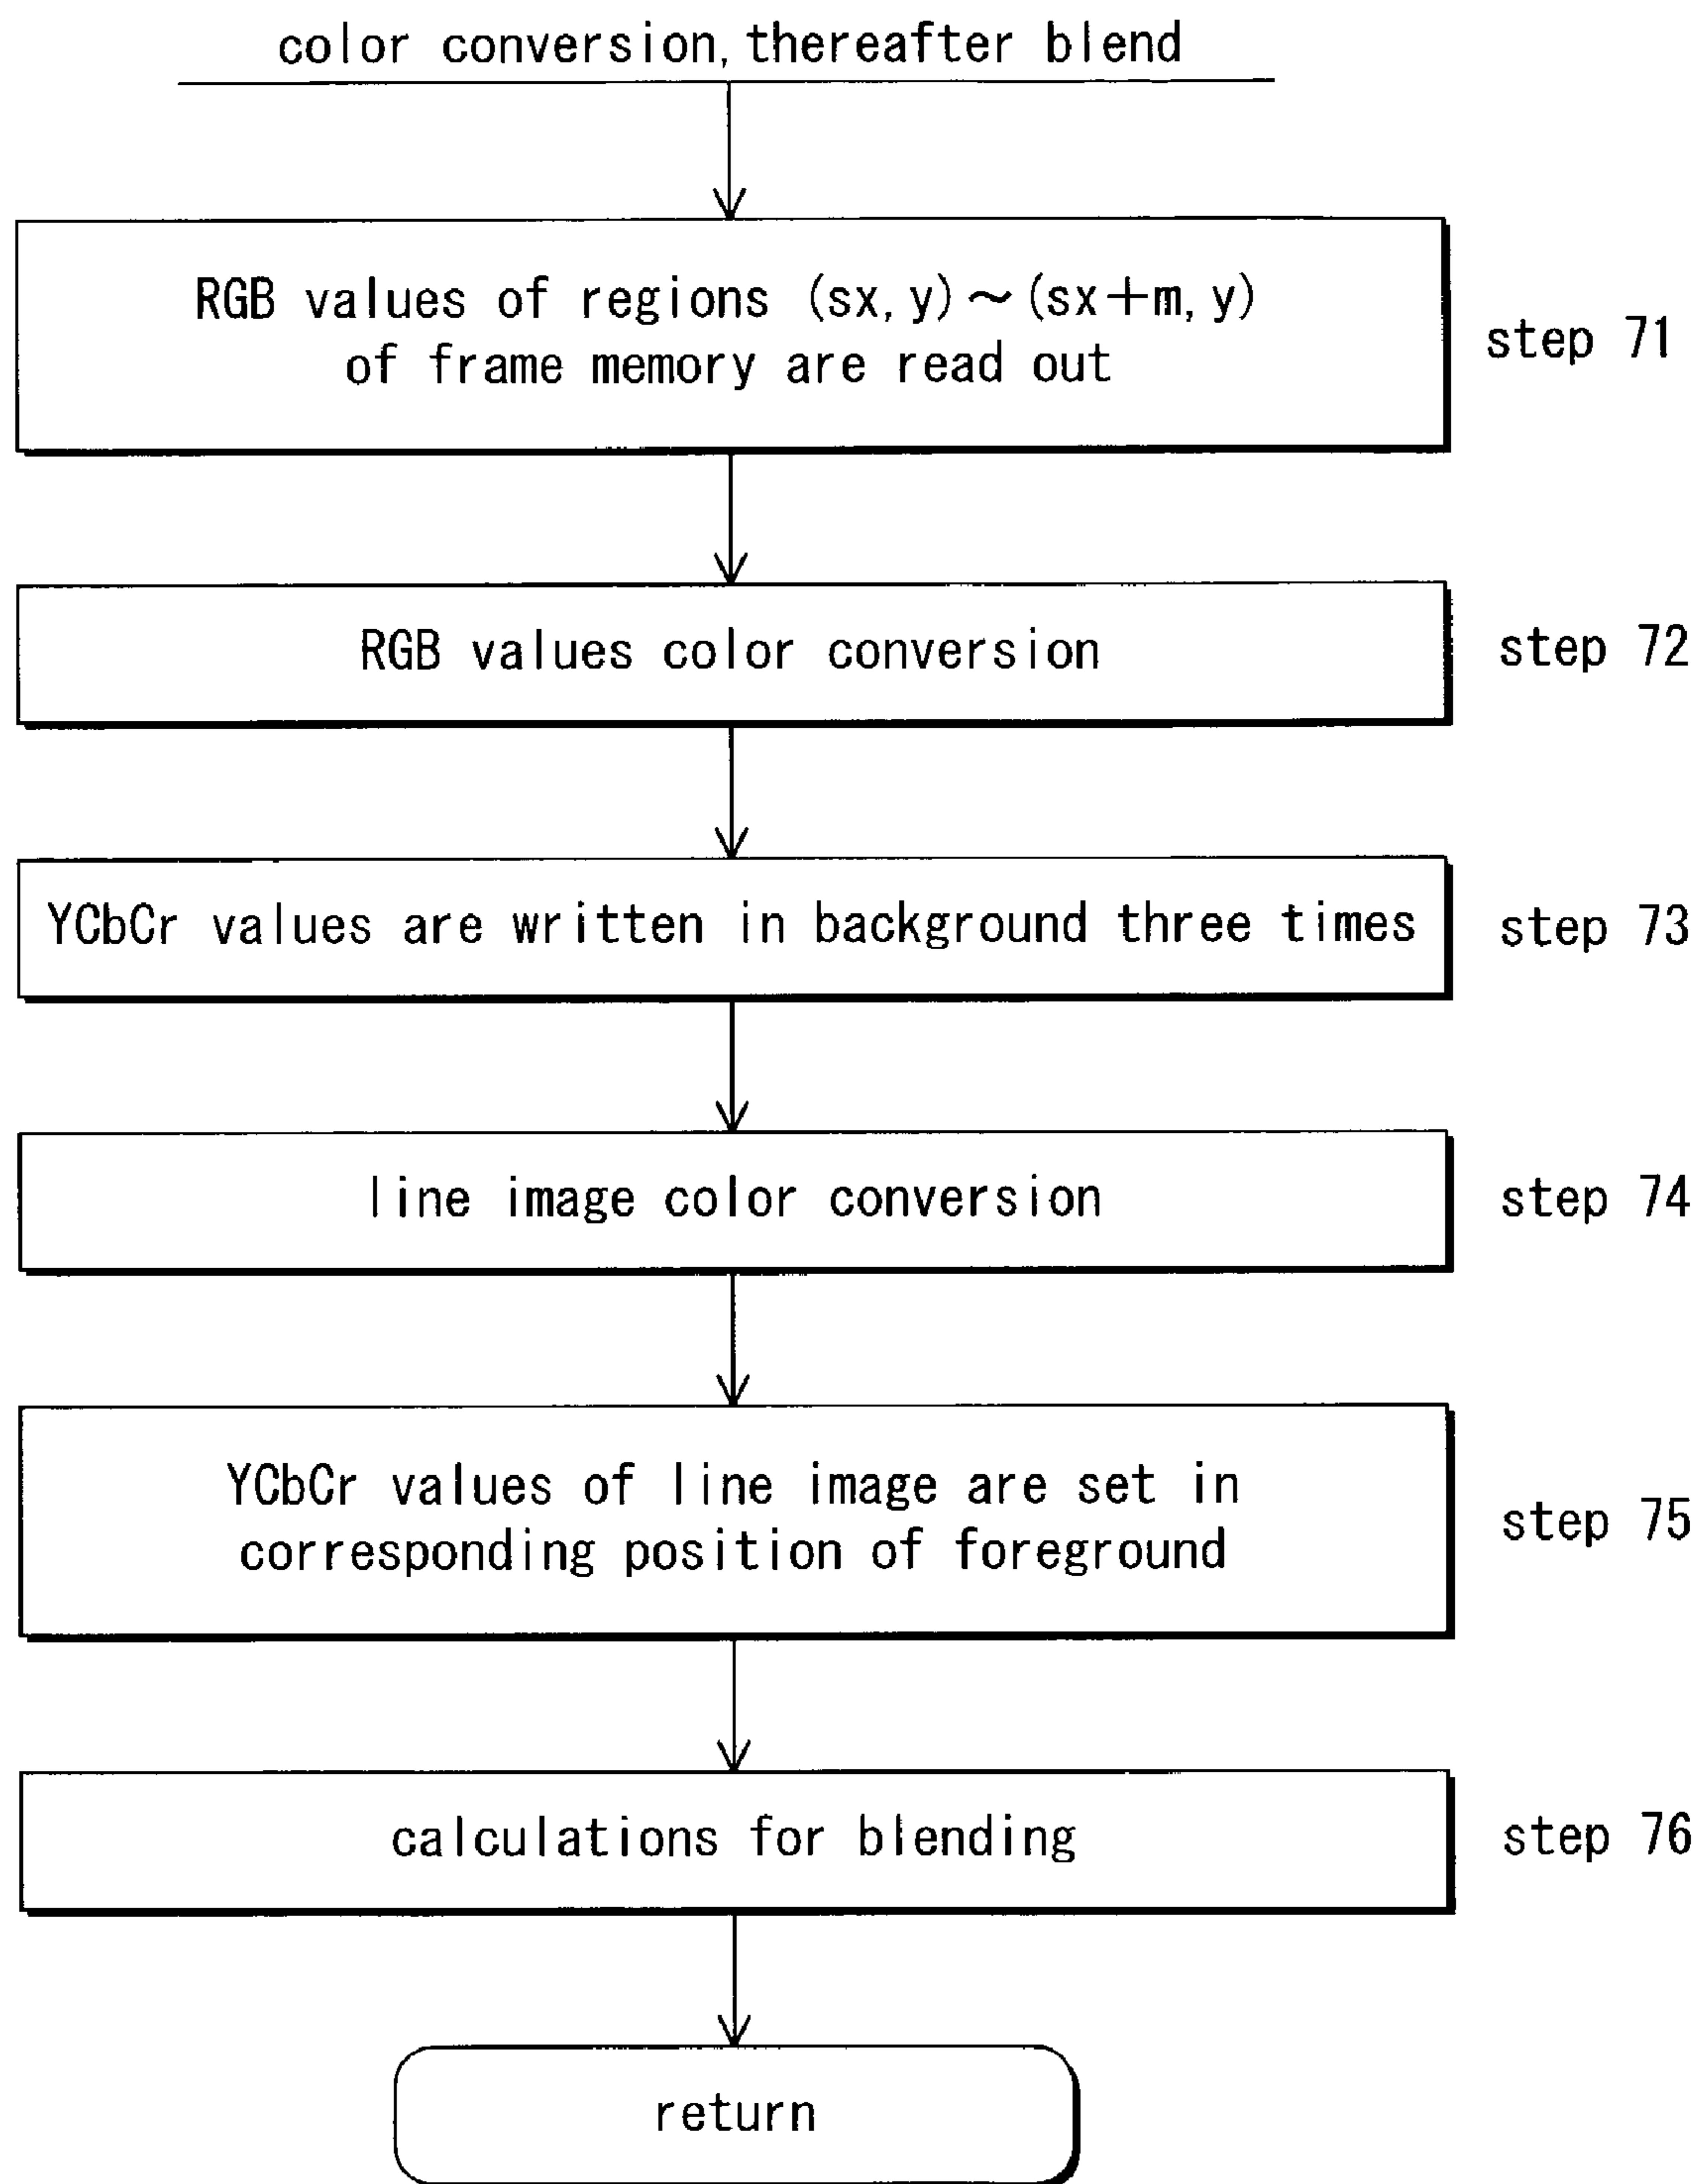 color conversion, thereafter blend
RGB values of regions (sx, y)～(sx+m, y)
of frame memory are read out
step 71
RGB values color conversion
step 72
YCbCr values are written in background three times
step 73
line image color conversion
step 74
YCbCr values of line image are set in
corresponding position of foreground
step 75
calculations for blending
step 76
return